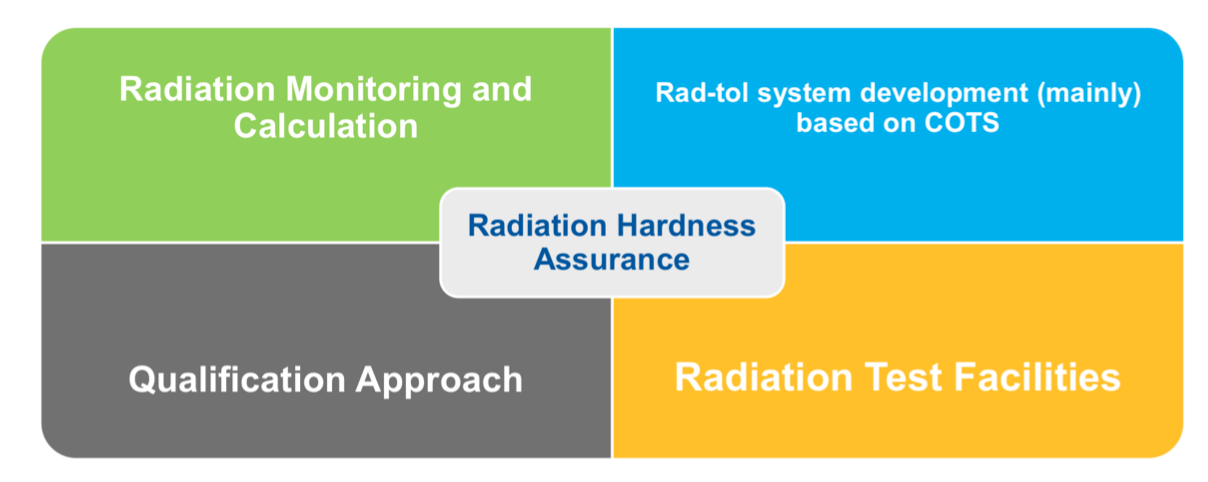 Radiation Monitoring and
Calculation
Rad-tol system development (mainly)
based on COTS
Radiation Hardness
Assurance
Qualification Approach
Radiation Test Facilities